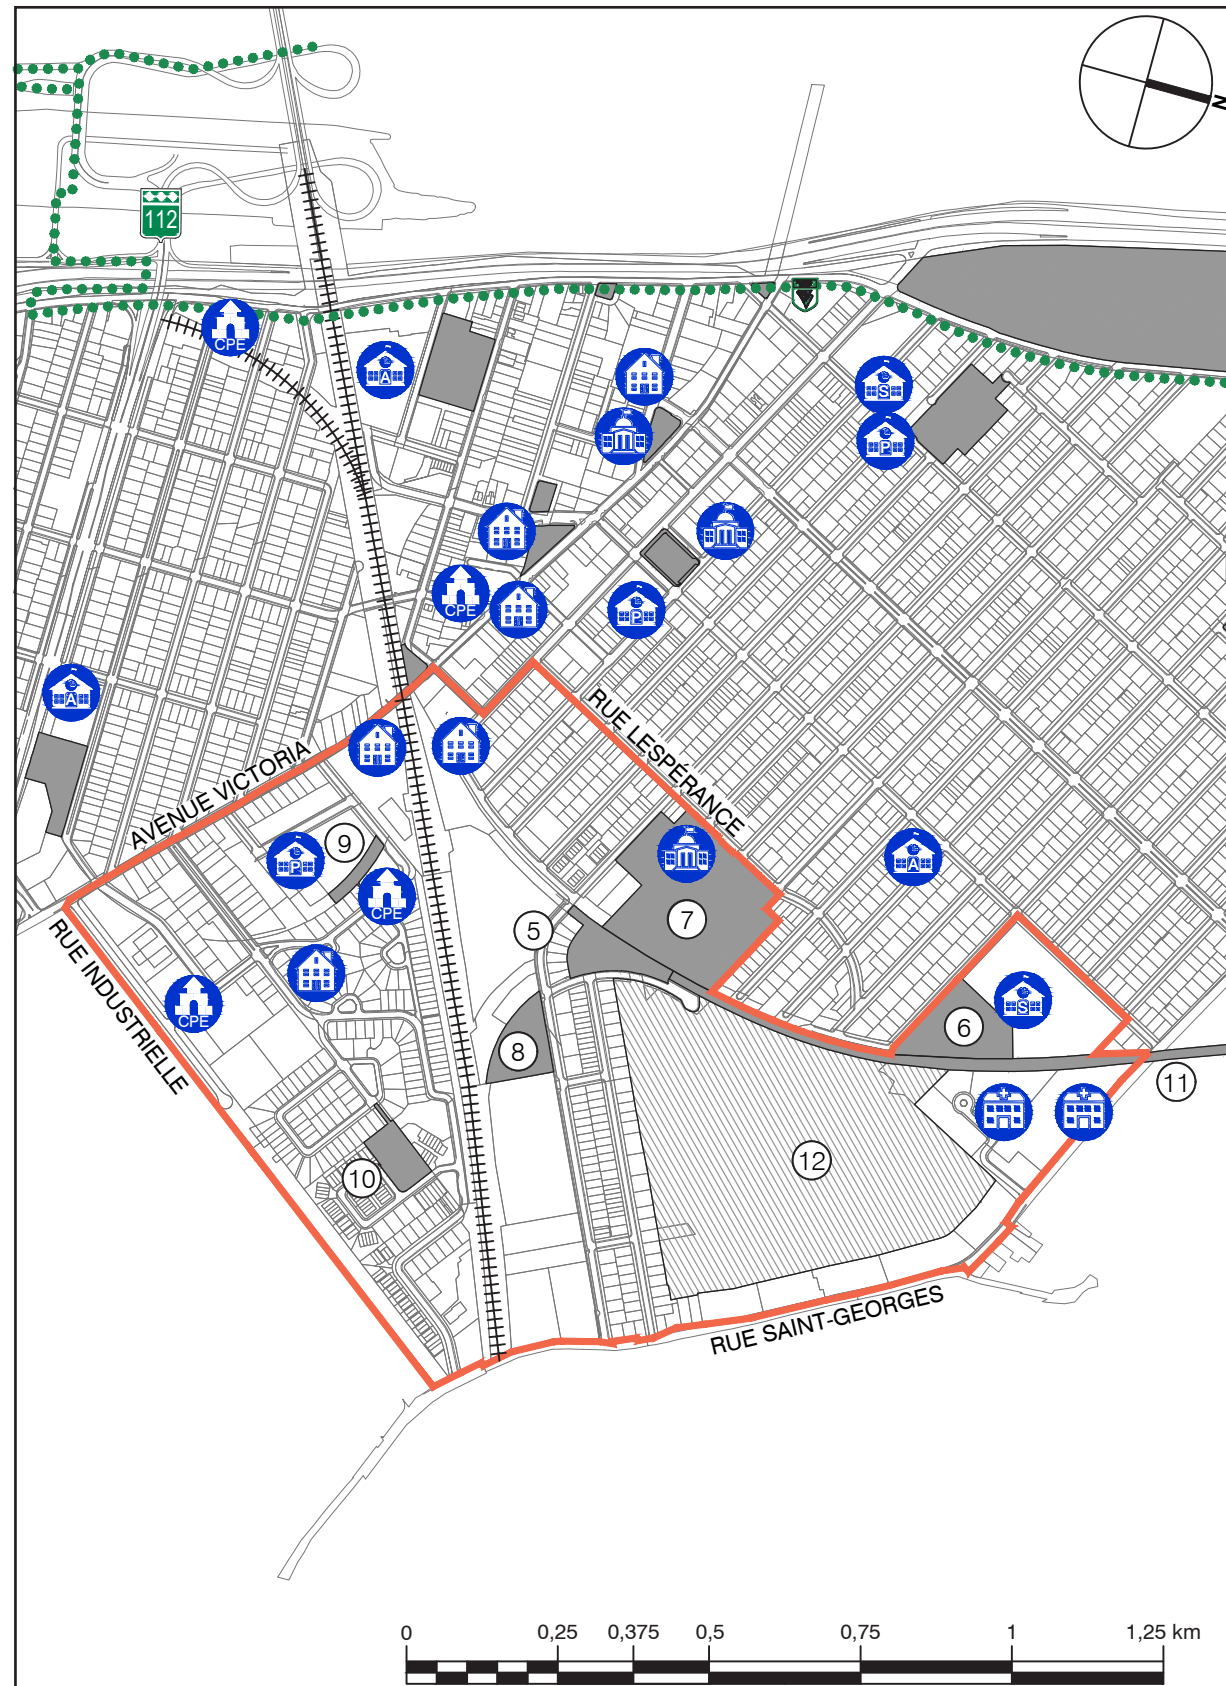 N
112
CPE
A
S
P
CPE
P
A
RUE LESPÉRANCE
AVENUE VICTORIA
9
P
CPE
A
7
5
RUE INDUSTRIELLE
CPE
S
6
8
11
12
10
RUE SAINT-GEORGES
0 0,25 0,375 0,5 0,75 1 1,25 km